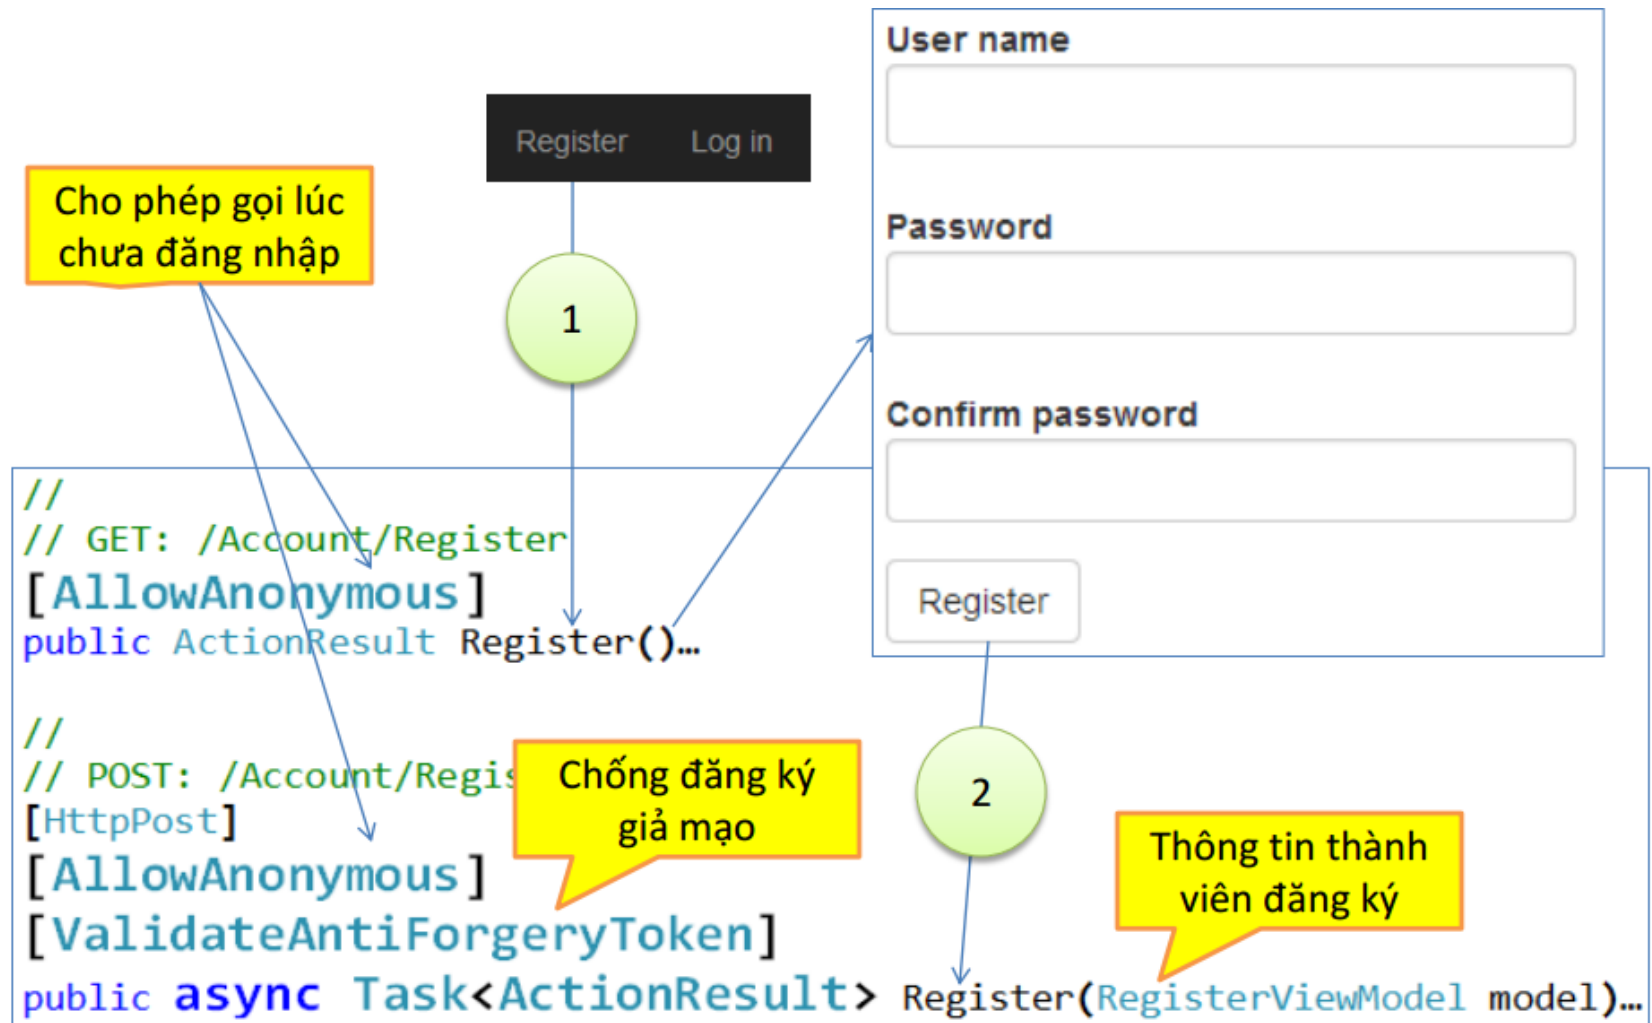 User name
Register Log in
Cho phép gọi lúc
chưa đăng nhập
Password
1
Confirm password
//
// GET: /Account/Register
[AllowAnonymous]
public ActionResult Register()…
Register
//
// POST: /Account/Regis
[HttpPost]
Chống đăng ký
giả mạo
2
[AllowAnonymous]
Thông tin thành
viên đăng ký
[ValidateAntiForgeryToken]
public async Task<ActionResult> Register(RegisterViewModel model)…